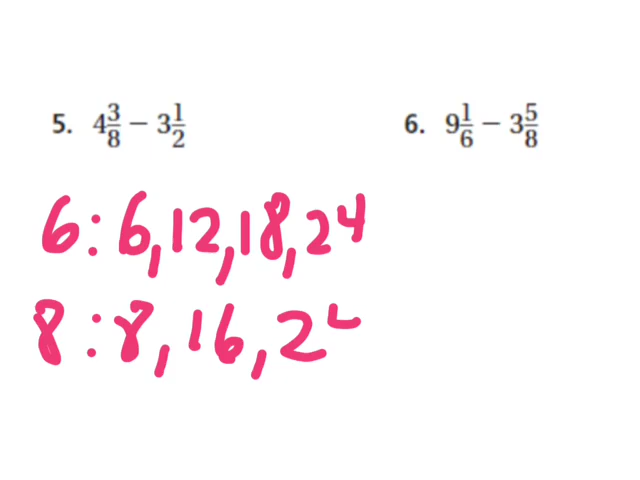 5. 4 3/8 − 3 1/2    6. 9 1/6 − 3 5/8
6: 6, 12, 18, 24
8: 8, 16, 2